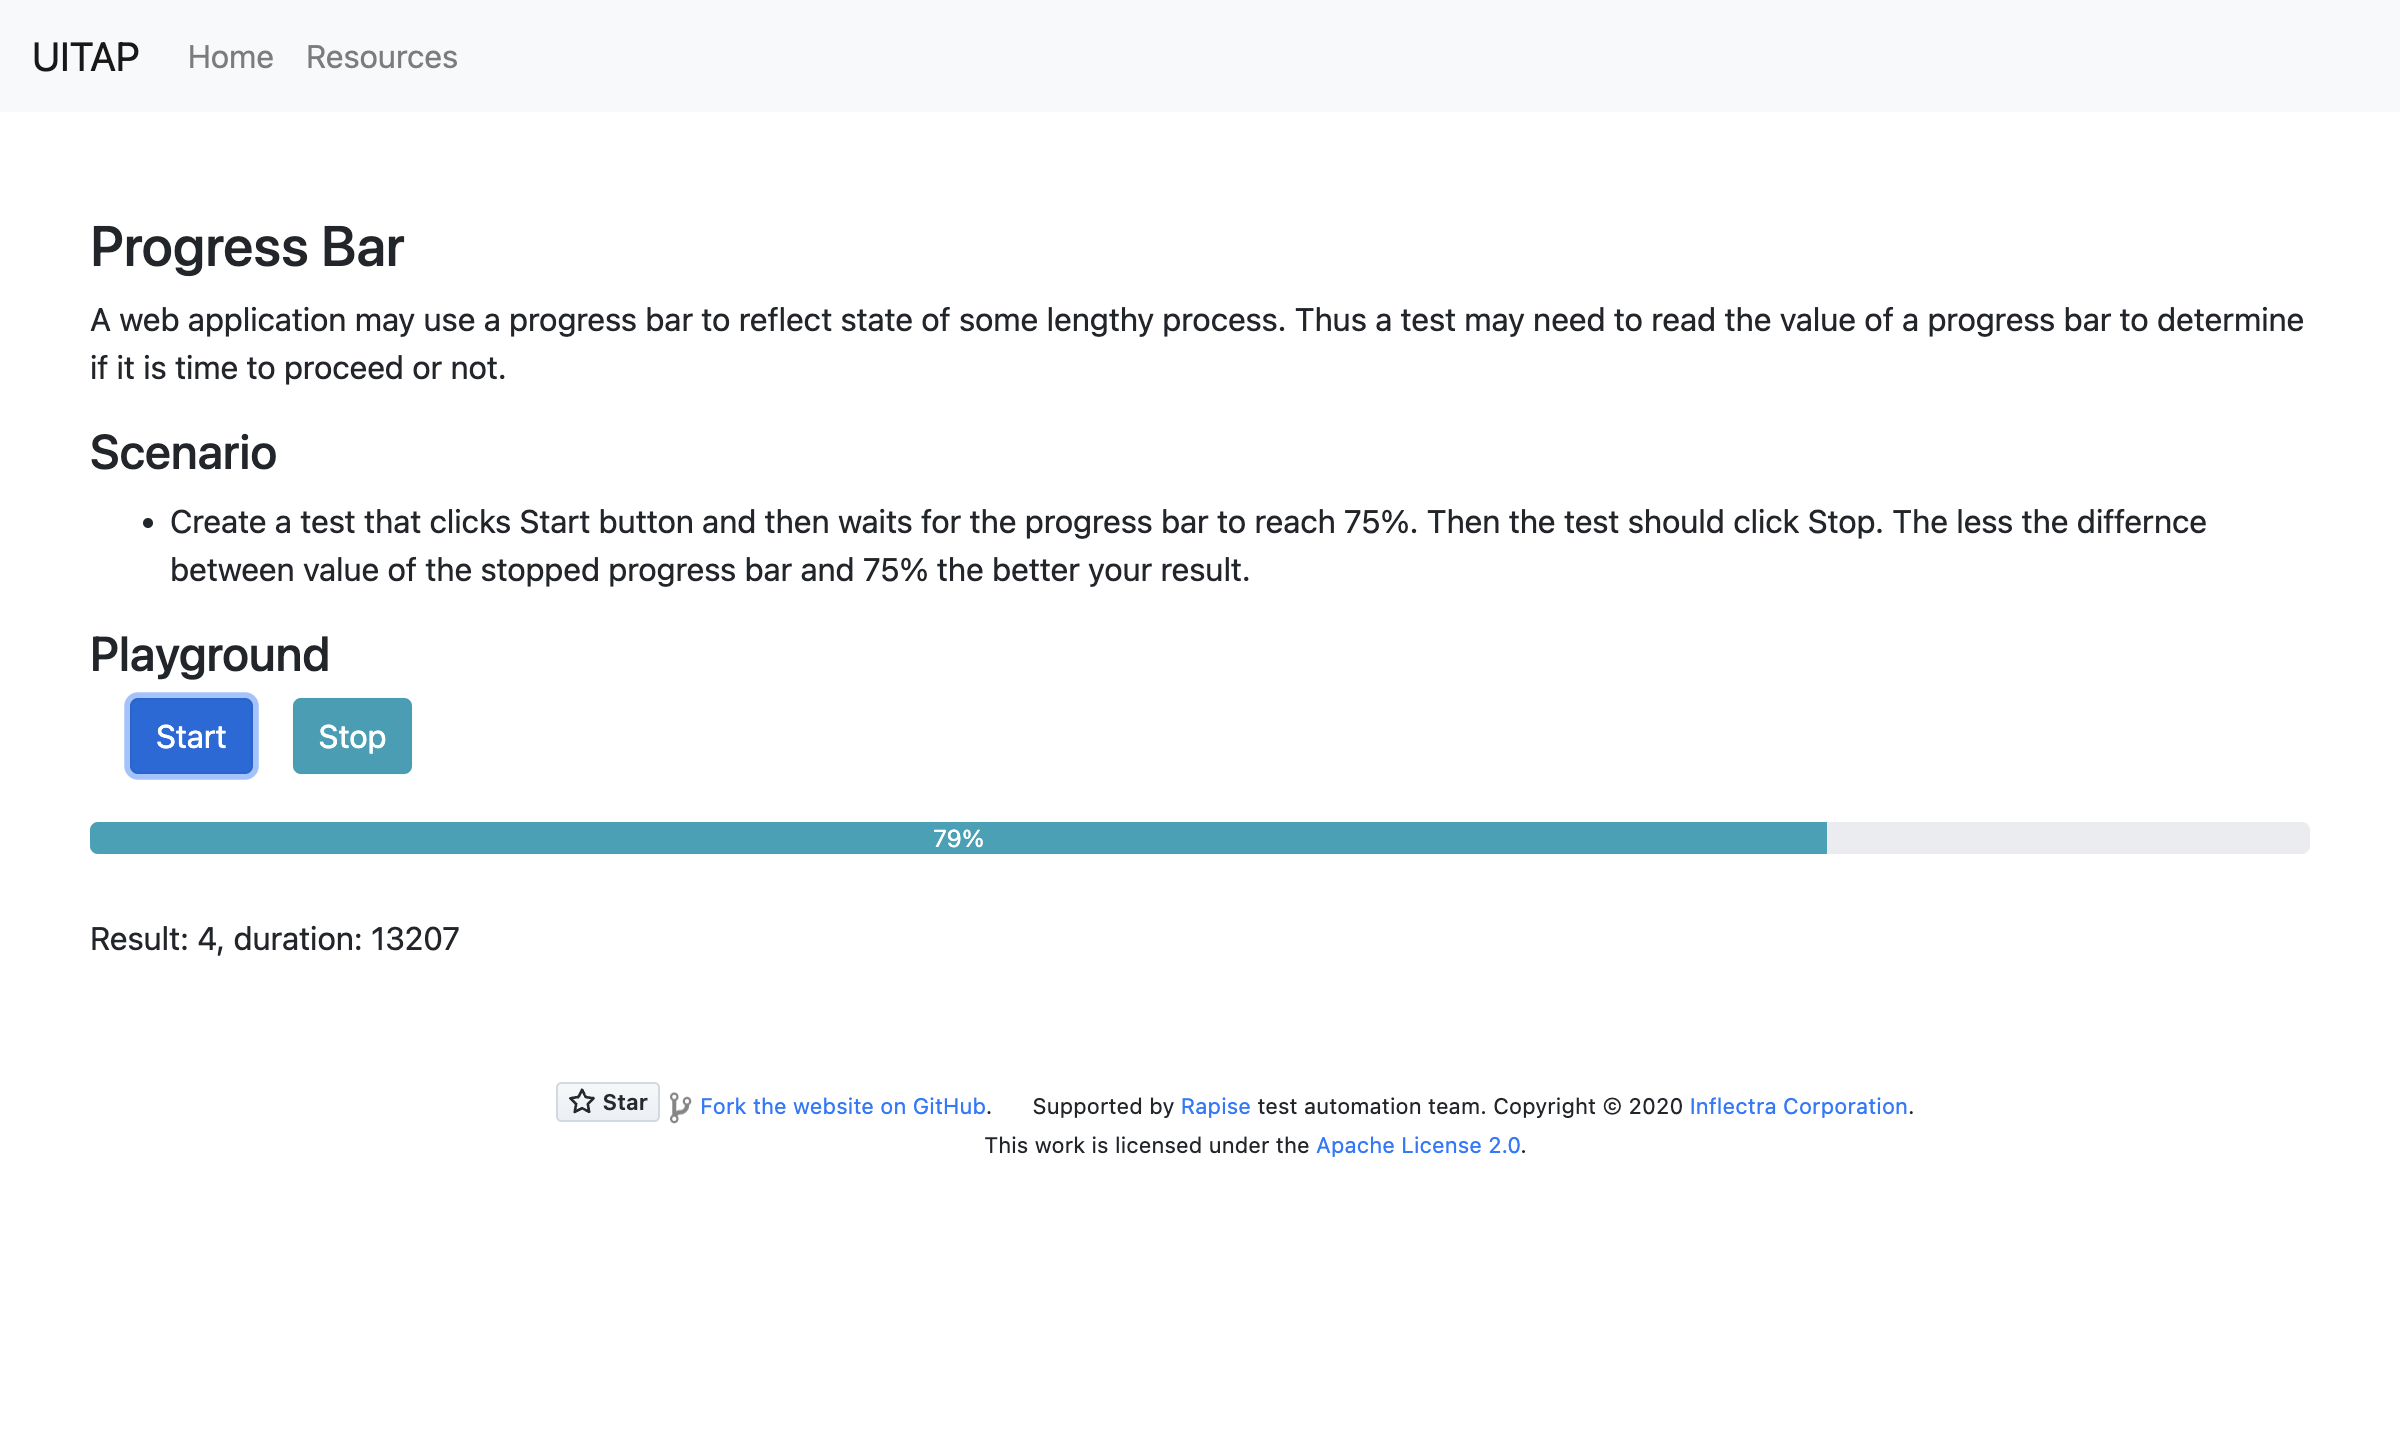 UITAP Home Resources
Progress Bar
A web application may use a progress bar to reflect state of some lengthy process. Thus a test may need to read the value of a progress bar to determine
if it is time to proceed or not.
Scenario
• Create a test that clicks Start button and then waits for the progress bar to reach 75%. Then the test should click Stop. The less the differnce
between value of the stopped progress bar and 75% the better your result.
Playground
Start Stop
79%
Result: 4, duration: 13207
Star Fork the website on GitHub. Supported by Rapise test automation team. Copyright © 2020 Inflectra Corporation.
This work is licensed under the Apache License 2.0.